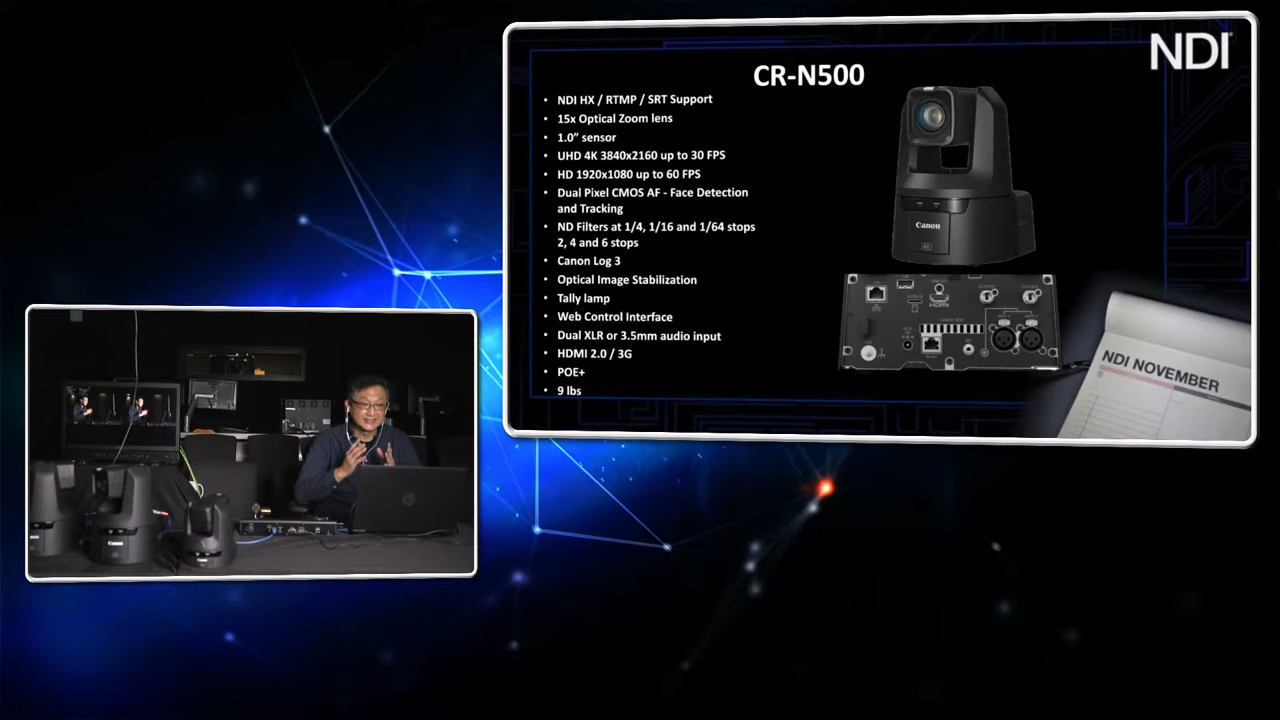 NDI
CR-N500
• NDI HX / RTMP / SRT Support
• 15x Optical Zoom lens
• 1.0” sensor
• UHD 4K 3840x2160 up to 30 FPS
• HD 1920x1080 up to 60 FPS
• Dual Pixel CMOS AF - Face Detection
and Tracking
• ND Filters at 1/4, 1/16 and 1/64 stops
2, 4 and 6 stops
• Canon Log 3
• Optical Image Stabilization
• Tally lamp
• Web Control Interface
• Dual XLR or 3.5mm audio input
• HDMI 2.0 / 3G
• POE+
• 9 lbs
Canon
HDMI
NDI NOVEMBER
Canon